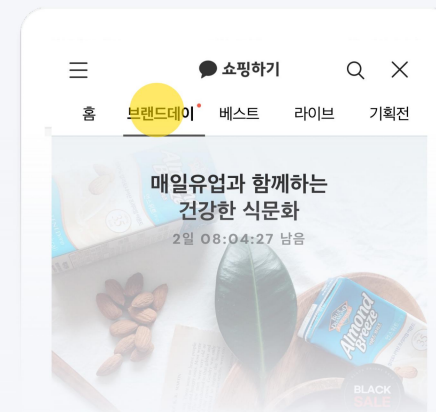 쇼핑하기
홈 브랜드데이 베스트 라이브 기획전
매일유업과 함께하는
건강한 식문화
2일 08:04:27 남음
Almond
Breeze
BLACK
SALE